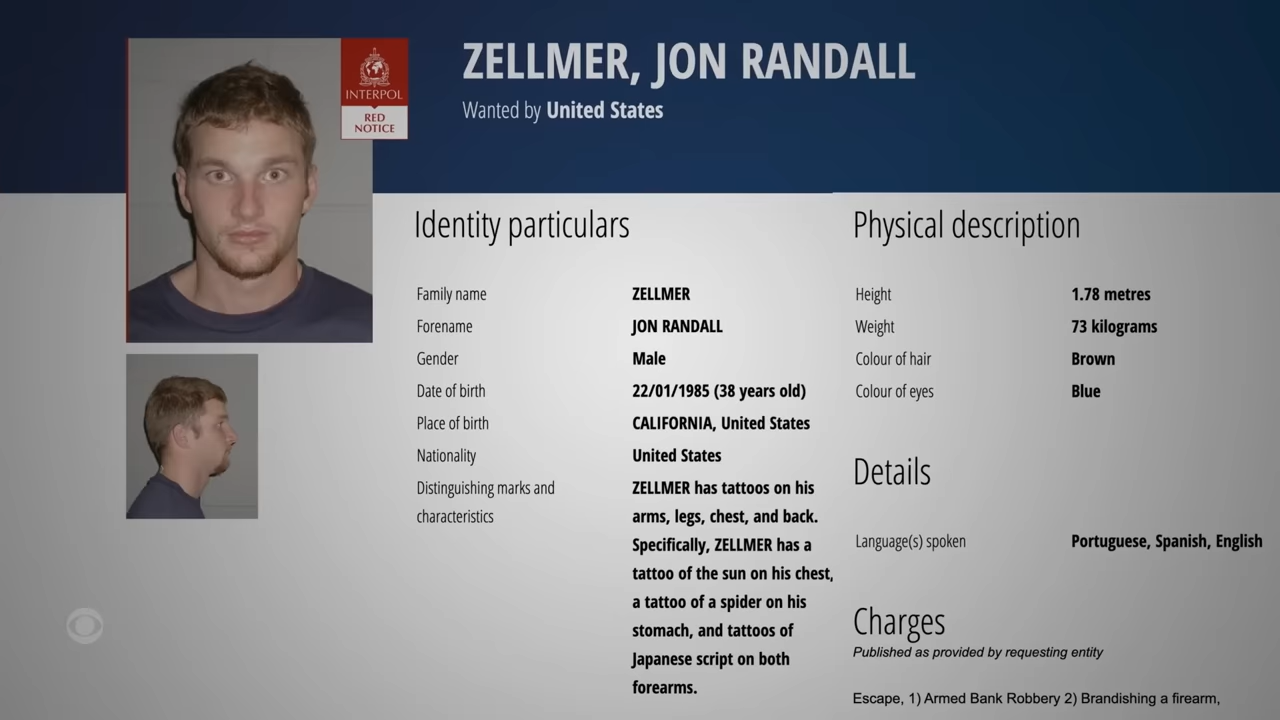 INTERPOL
RED
NOTICE
ZELLMER, JON RANDALL
Wanted by United States
Identity particulars
Family name ZELLMER
Forename JON RANDALL
Gender Male
Date of birth 22/01/1985 (38 years old)
Place of birth CALIFORNIA, United States
Nationality United States
Distinguishing marks and
characteristics
ZELLMER has tattoos on his
arms, legs, chest, and back.
Specifically, ZELLMER has a
tattoo of the sun on his chest,
a tattoo of a spider on his
stomach, and tattoos of
Japanese script on both
forearms.
Physical description
Height 1.78 metres
Weight 73 kilograms
Colour of hair Brown
Colour of eyes Blue
Details
Language(s) spoken Portuguese, Spanish, English
Charges
Published as provided by requesting entity
Escape, 1) Armed Bank Robbery 2) Brandishing a firearm,